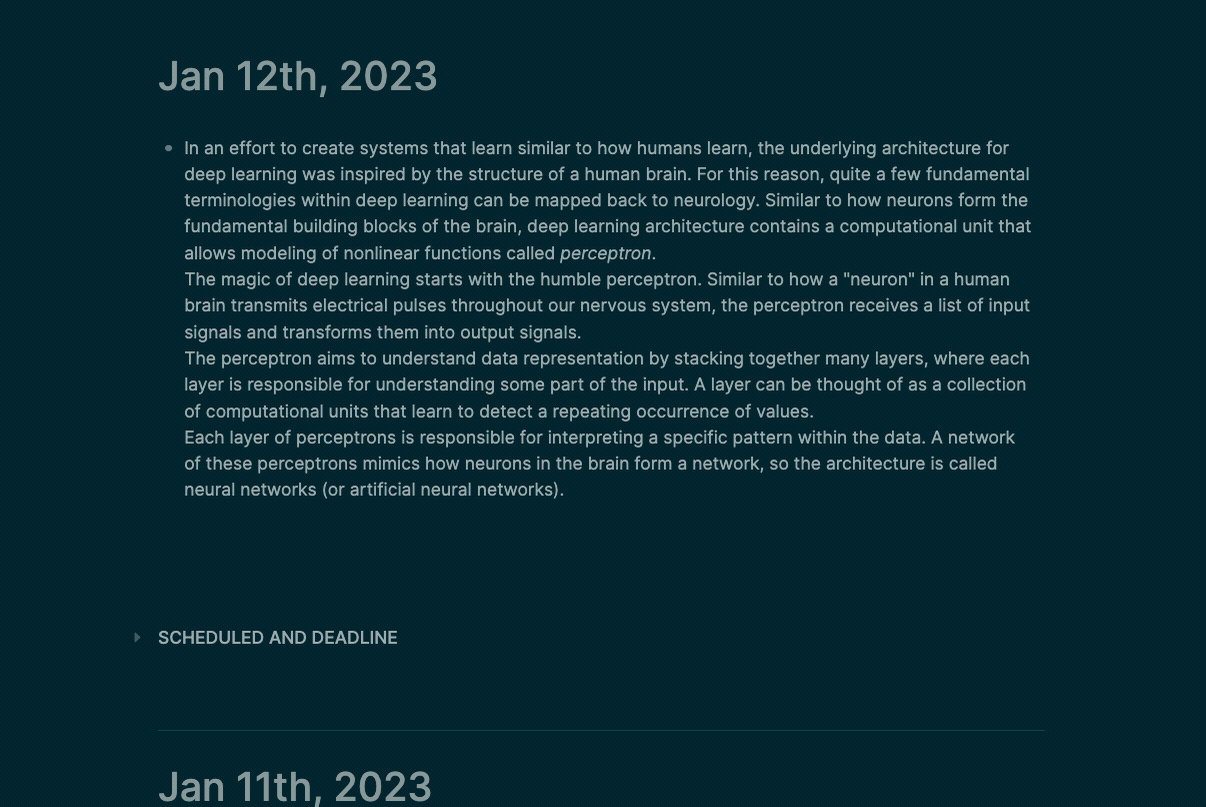 Jan 12th, 2023
In an effort to create systems that learn similar to how humans learn, the underlying architecture for
deep learning was inspired by the structure of a human brain. For this reason, quite a few fundamental
terminologies within deep learning can be mapped back to neurology. Similar to how neurons form the
fundamental building blocks of the brain, deep learning architecture contains a computational unit that
allows modeling of nonlinear functions called perceptron.
The magic of deep learning starts with the humble perceptron. Similar to how a "neuron" in a human
brain transmits electrical pulses throughout our nervous system, the perceptron receives a list of input
signals and transforms them into output signals.
The perceptron aims to understand data representation by stacking together many layers, where each
layer is responsible for understanding some part of the input. A layer can be thought of as a collection
of computational units that learn to detect a repeating occurrence of values.
Each layer of perceptrons is responsible for interpreting a specific pattern within the data. A network
of these perceptrons mimics how neurons in the brain form a network, so the architecture is called
neural networks (or artificial neural networks).
SCHEDULED AND DEADLINE
Jan 11th, 2023